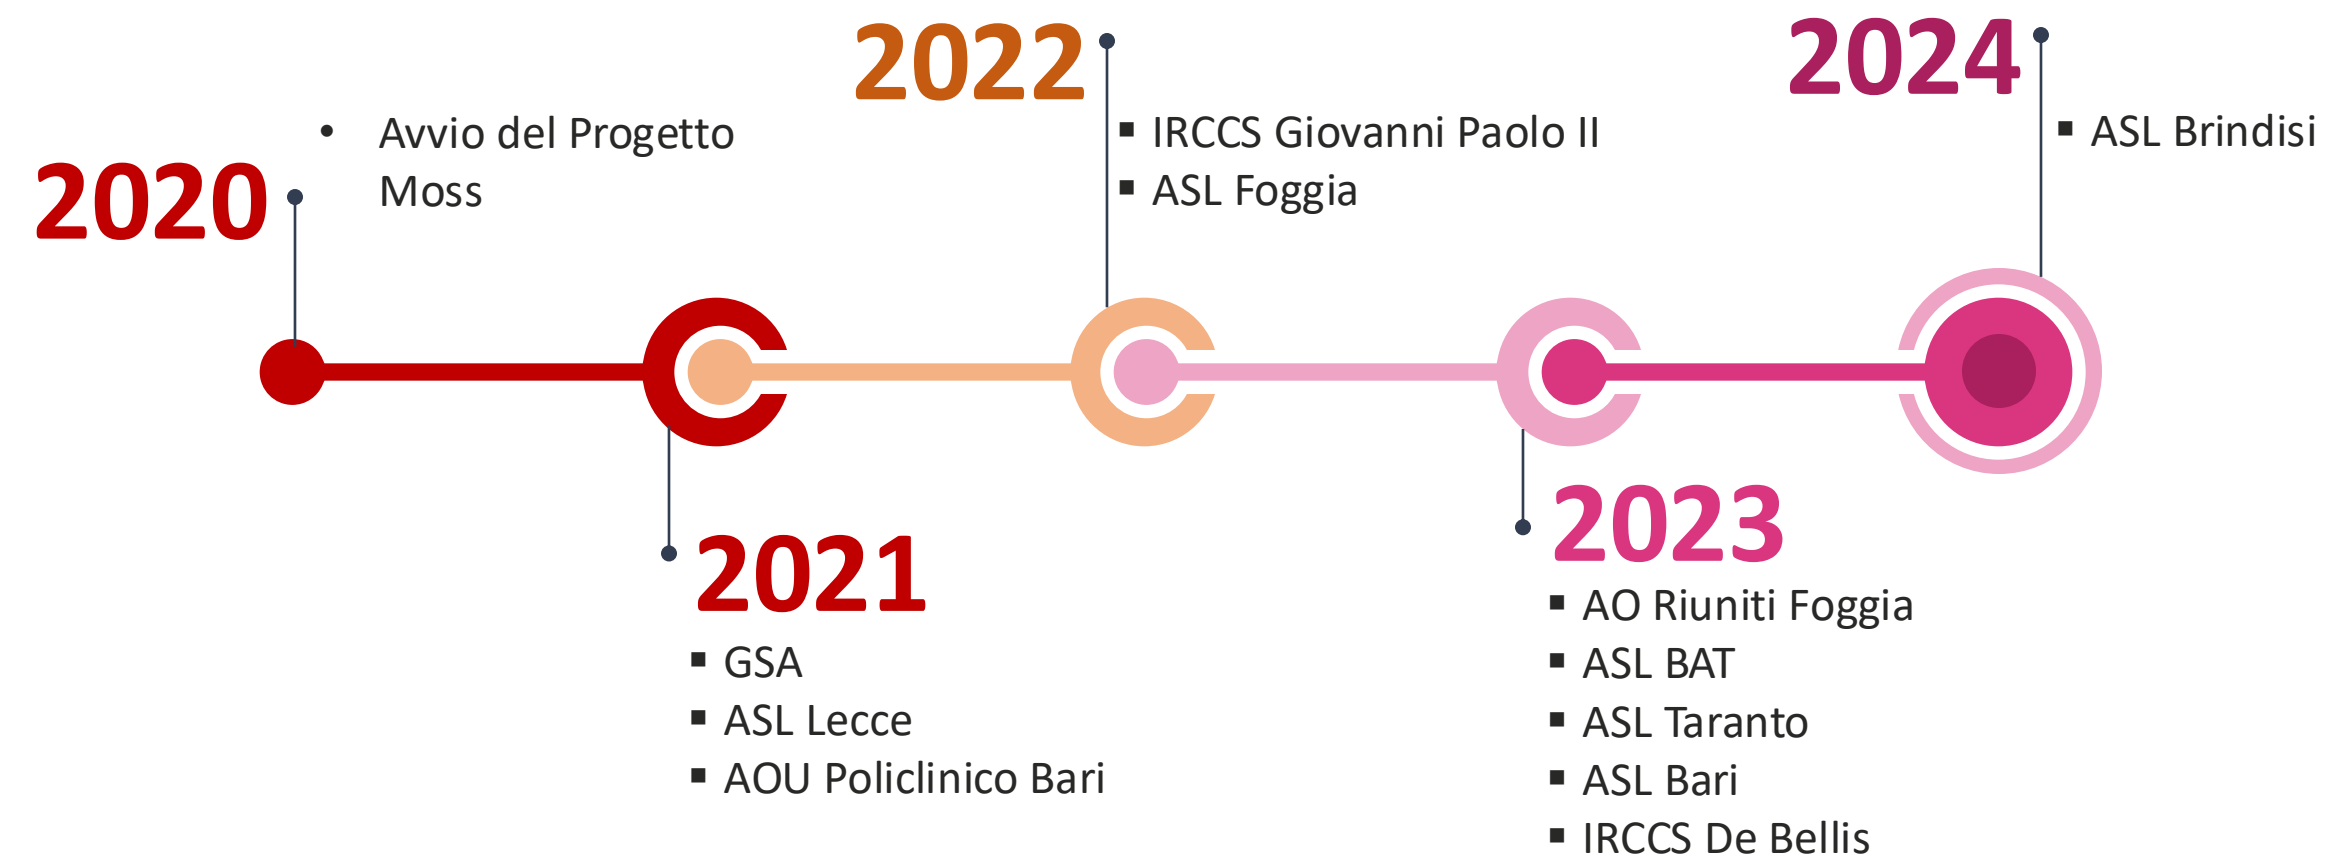 2020
• Avvio del Progetto
Moss
2021
▪ GSA
▪ ASL Lecce
▪ AOU Policlinico Bari
2022
▪ IRCCS Giovanni Paolo II
▪ ASL Foggia
2023
▪ AO Riuniti Foggia
▪ ASL BAT
▪ ASL Taranto
▪ ASL Bari
▪ IRCCS De Bellis
2024
▪ ASL Brindisi